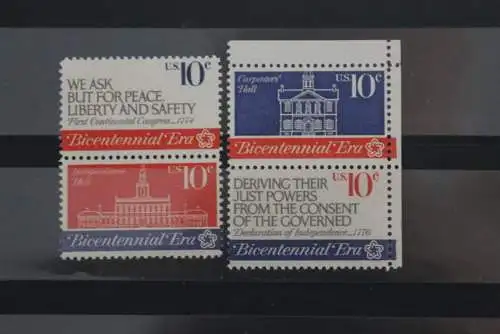 U.S. 10c
WE ASK
BUT FOR PEACE,
LIBERTY AND SAFETY
First Continental Congress, 1774
Bicentennial Era
Independence
Hall
U.S. 10c
Bicentennial Era
Carpenters'
Hall
U.S. 10c
Bicentennial Era
U.S. 10c
DERIVING THEIR
JUST POWERS
FROM THE CONSENT
OF THE GOVERNED
Declaration of Independence, 1776
Bicentennial Era